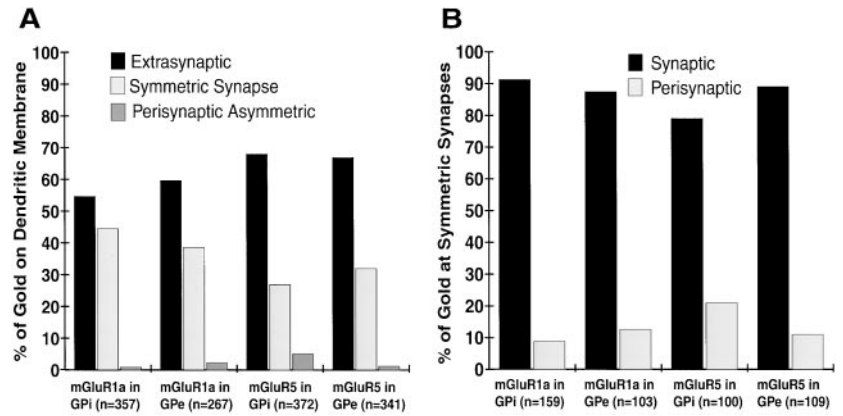 A
% of Gold on Dendritic Membrane
100
90
80
70
60
50
40
30
20
10
0
Extrasynaptic
Symmetric Synapse
Perisynaptic Asymmetric
mGluR1a in
GPi (n=357)
mGluR1a in
GPe (n=267)
mGluR5 in
GPi (n=372)
mGluR5 in
GPe (n=341)
B
% of Gold at Symmetric Synapses
100
90
80
70
60
50
40
30
20
10
0
Synaptic
Perisynaptic
mGluR1a in
GPi (n=159)
mGluR1a in
GPe (n=103)
mGluR5 in
GPi (n=100)
mGluR5 in
GPe (n=109)